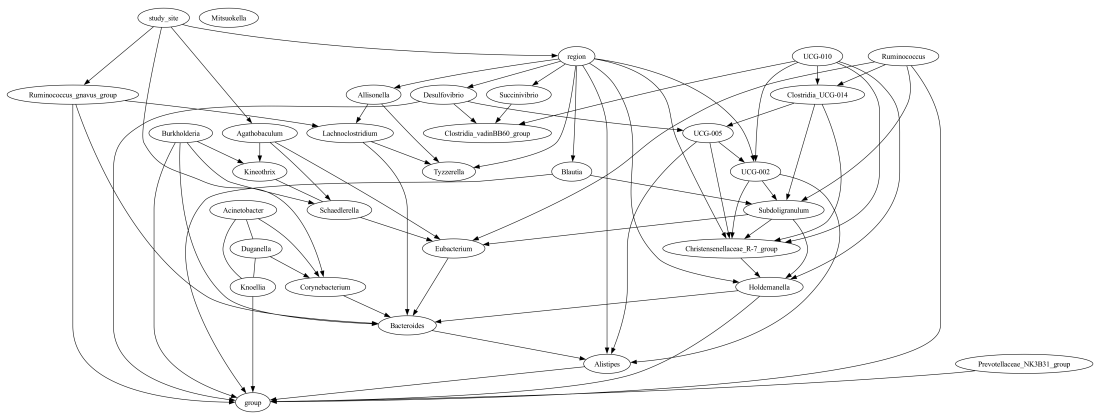 study_site
Mitsuokella
region
UCG-010
Ruminococcus
Ruminococcus_gnavus_group
Allisonella
Desulfovibrio
Succinivibrio
Clostridia_UCG-014
Burkholderia
Agathobaculum
Lachnoclostridium
Clostridia_vadinBB60_group
UCG-005
Kineothrix
Tyzzerella
Blautia
UCG-002
Acinetobacter
Schaedlerella
Subdoligranulum
Duganella
Eubacterium
Christensenellaceae_R-7_group
Knoellia
Corynebacterium
Holdemanella
Bacteroides
Alistipes
Prevotellaceae_NK3B31_group
group